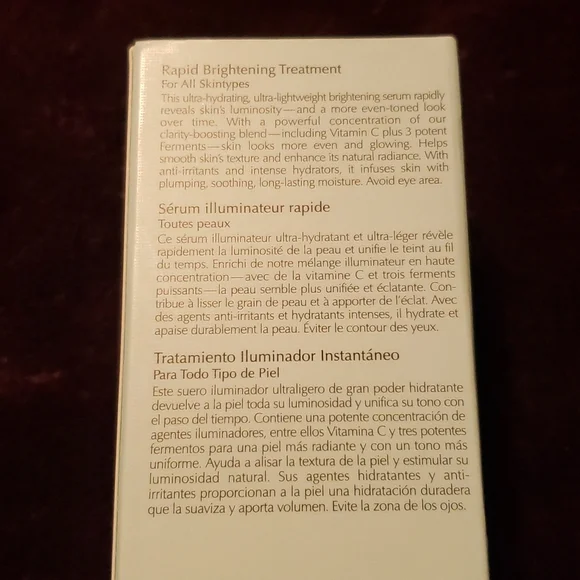 Rapid Brightening Treatment
For All Skintypes
This ultra-hydrating, ultra-lightweight brightening serum rapidly
reveals skin's luminosity—and a more even-toned look
over time. With a powerful concentration of our
clarity-boosting blend—including Vitamin C plus 3 potent
Ferments—skin looks more even and glowing. Helps
smooth skin's texture and enhance its natural radiance. With
anti-irritants and intense hydrators, it infuses skin with
plumping, soothing, long-lasting moisture. Avoid eye area.
Sérum illuminateur rapide
Toutes peaux
Ce sérum illuminateur ultra-hydratant et ultra-léger révèle
rapidement la luminosité de la peau et unifie le teint au fil
du temps. Enrichi de notre mélange illuminateur en haute
concentration—avec de la vitamine C et trois ferments
puissants—la peau semble plus unifiée et éclatante. Con-
tribue à lisser le grain de peau et à apporter de l'éclat. Avec
des agents anti-irritants et hydratants intenses, il hydrate et
apaise durablement la peau. Éviter le contour des yeux.
Tratamiento Iluminador Instantáneo
Para Todo Tipo de Piel
Este suero iluminador ultraligero de gran poder hidratante
devuelve a la piel toda su luminosidad y unifica su tono con
el paso del tiempo. Contiene una potente concentración de
agentes iluminadores, entre ellos Vitamina C y tres potentes
fermentos para una piel más radiante y con un tono más
uniforme. Ayuda a alisar la textura de la piel y estimular su
luminosidad natural. Sus agentes hidratantes y anti-
irritantes proporcionan a la piel una hidratación duradera
que la suaviza y aporta volumen. Evite la zona de los ojos.